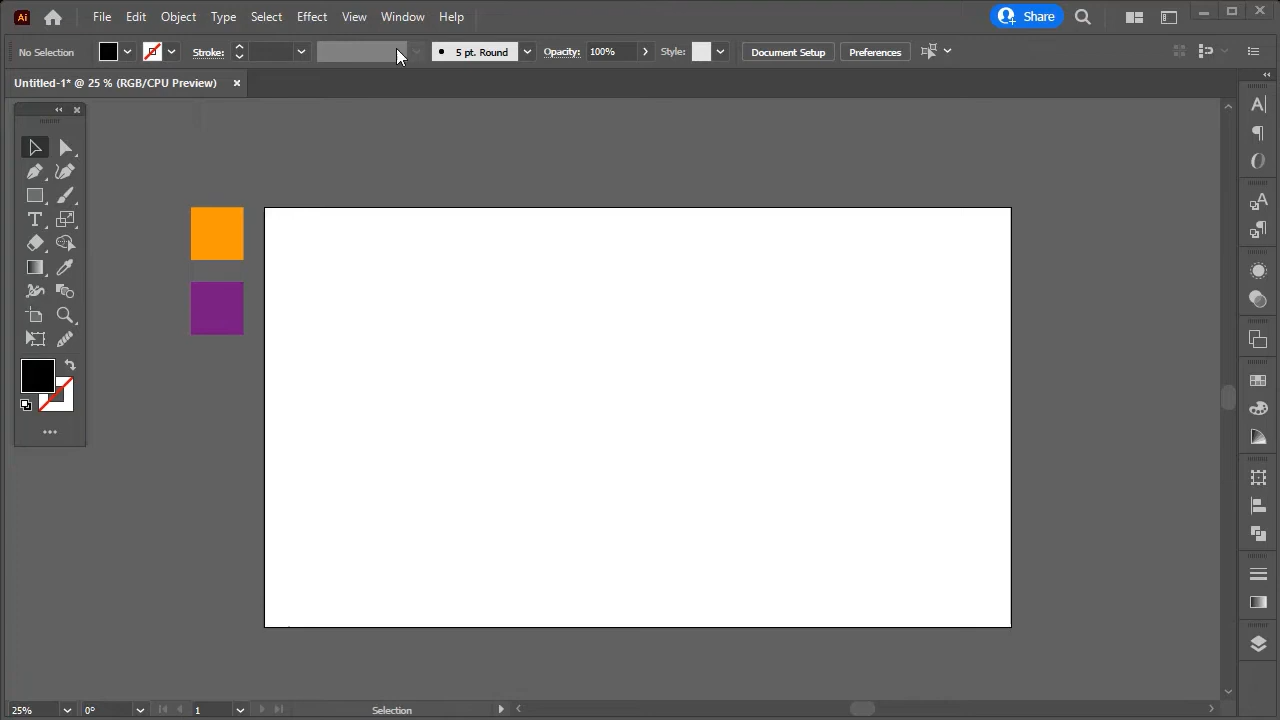 Ai File Edit Object Type Select Effect View Window Help Share
No Selection Stroke: 5 pt. Round Opacity: 100% Style: Document Setup Preferences
Untitled-1* @ 25 % (RGB/CPU Preview)
25% 0° 1 Selection